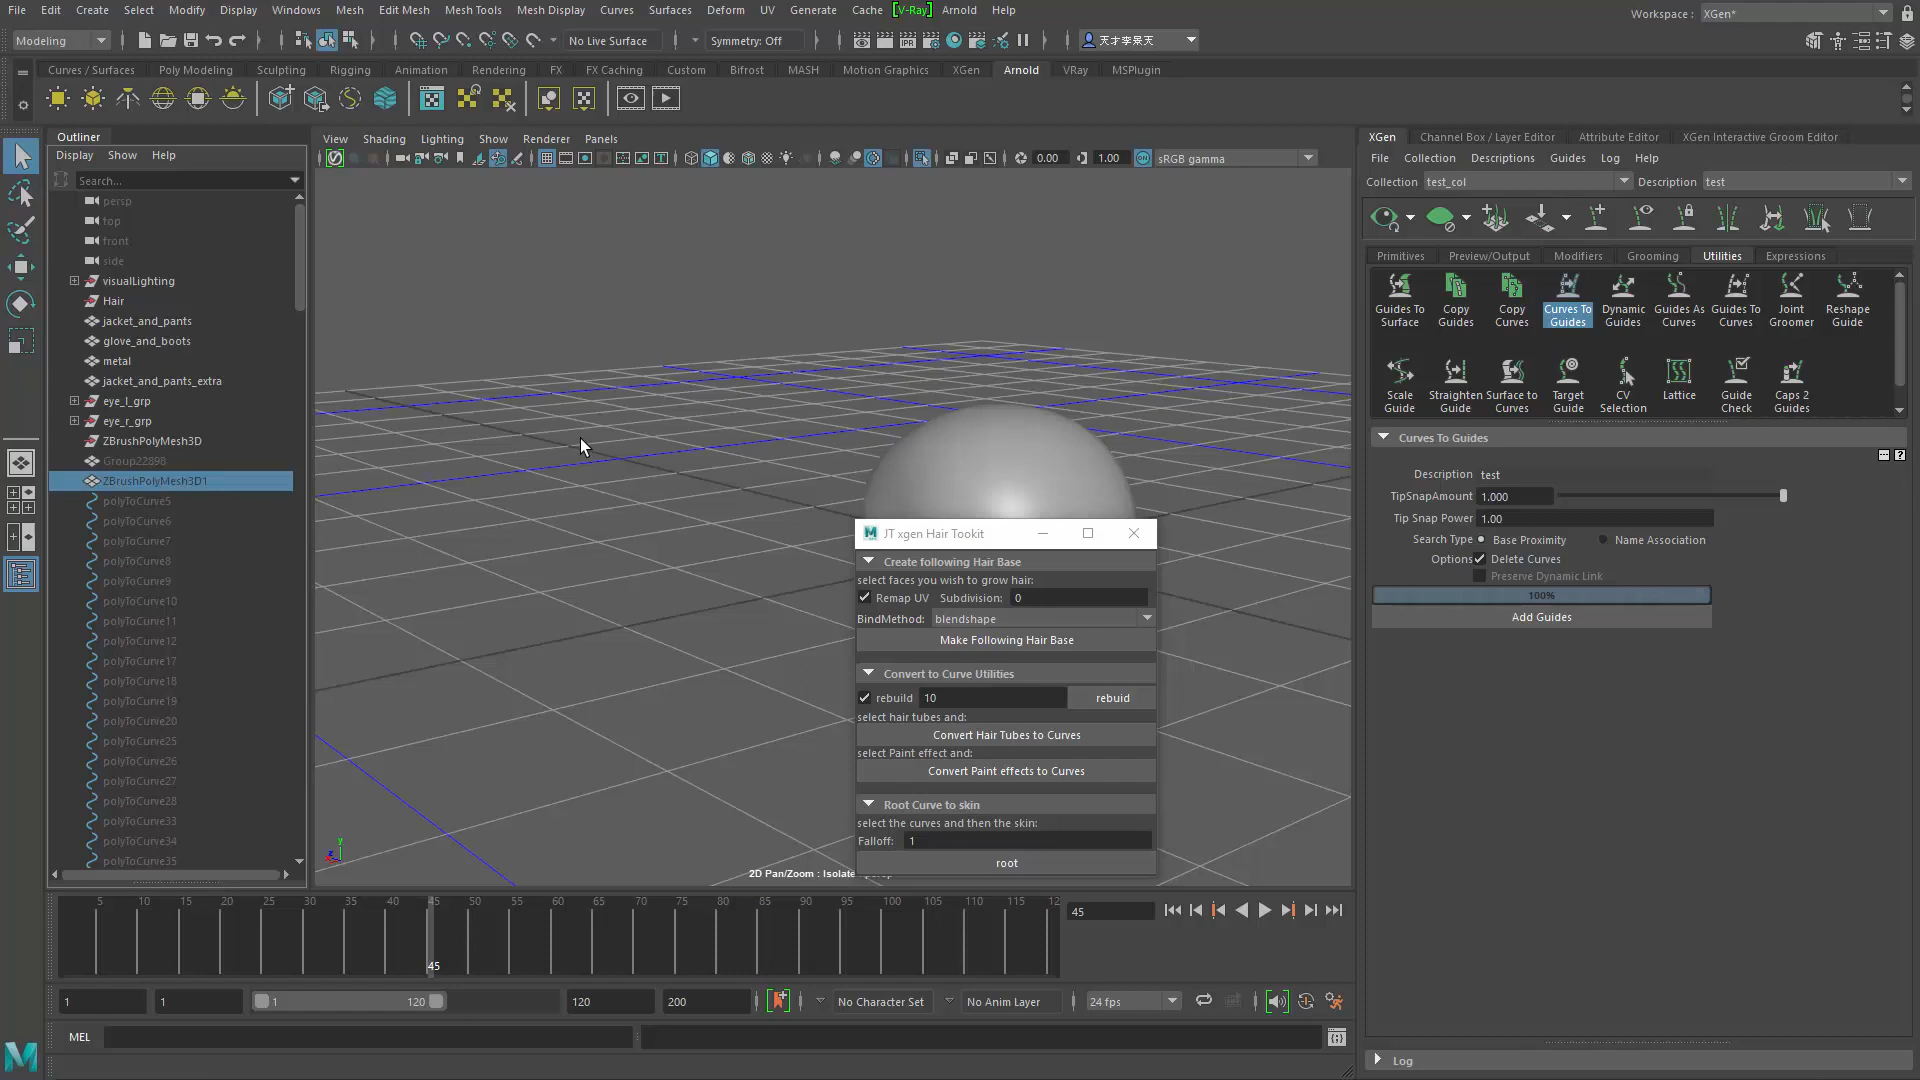 File Edit Create Select Modify Display Windows Mesh Edit Mesh Mesh Tools Mesh Display Curves Surfaces Deform UV Generate Cache [V-Ray] Arnold Help
Workspace : XGen*
Modeling No Live Surface Symmetry: Off 天才李杲天
Curves / Surfaces Poly Modeling Sculpting Rigging Animation Rendering FX FX Caching Custom Bifrost MASH Motion Graphics XGen Arnold VRay MSPlugin
Outliner
Display Show Help
Search...
persp
top
front
side
visualLighting
Hair
jacket_and_pants
glove_and_boots
metal
jacket_and_pants_extra
eye_l_grp
eye_r_grp
ZBrushPolyMesh3D
Group22898
ZBrushPolyMesh3D1
polyToCurve5
polyToCurve6
polyToCurve7
polyToCurve8
polyToCurve9
polyToCurve10
polyToCurve11
polyToCurve12
polyToCurve17
polyToCurve18
polyToCurve19
polyToCurve20
polyToCurve25
polyToCurve26
polyToCurve27
polyToCurve28
polyToCurve33
polyToCurve34
polyToCurve35
View Shading Lighting Show Renderer Panels
0.00 1.00 sRGB gamma
JT xgen Hair Tookit
Create following Hair Base
select faces you wish to grow hair:
Remap UV Subdivision: 0
BindMethod: blendshape
Make Following Hair Base
Convert to Curve Utilities
rebuild 10 rebuid
select hair tubes and:
Convert Hair Tubes to Curves
select Paint effect and:
Convert Paint effects to Curves
Root Curve to skin
select the curves and then the skin:
Falloff: 1
root
2D Pan/Zoom : Isolate
XGen Channel Box / Layer Editor Attribute Editor XGen Interactive Groom Editor
File Collection Descriptions Guides Log Help
Collection test_col Description test
Primitives Preview/Output Modifiers Grooming Utilities Expressions
Guides To Surface
Copy Guides
Copy Curves
Curves To Guides
Dynamic Guides
Guides As Curves
Guides To Curves
Joint Groomer
Reshape Guide
Scale Guide
Straighten Guide
Surface to Curves
Target Guide
CV Selection
Lattice
Guide Check
Caps 2 Guides
Curves To Guides
Description test
TipSnapAmount 1.000
Tip Snap Power 1.00
Search Type Base Proximity Name Association
Options Delete Curves
Preserve Dynamic Link
100%
Add Guides
Log
5 10 15 20 25 30 35 40 45 50 55 60 65 70 75 80 85 90 95 100 105 110 115 12
45
45
1 1 1 120 120 200 No Character Set No Anim Layer 24 fps
MEL